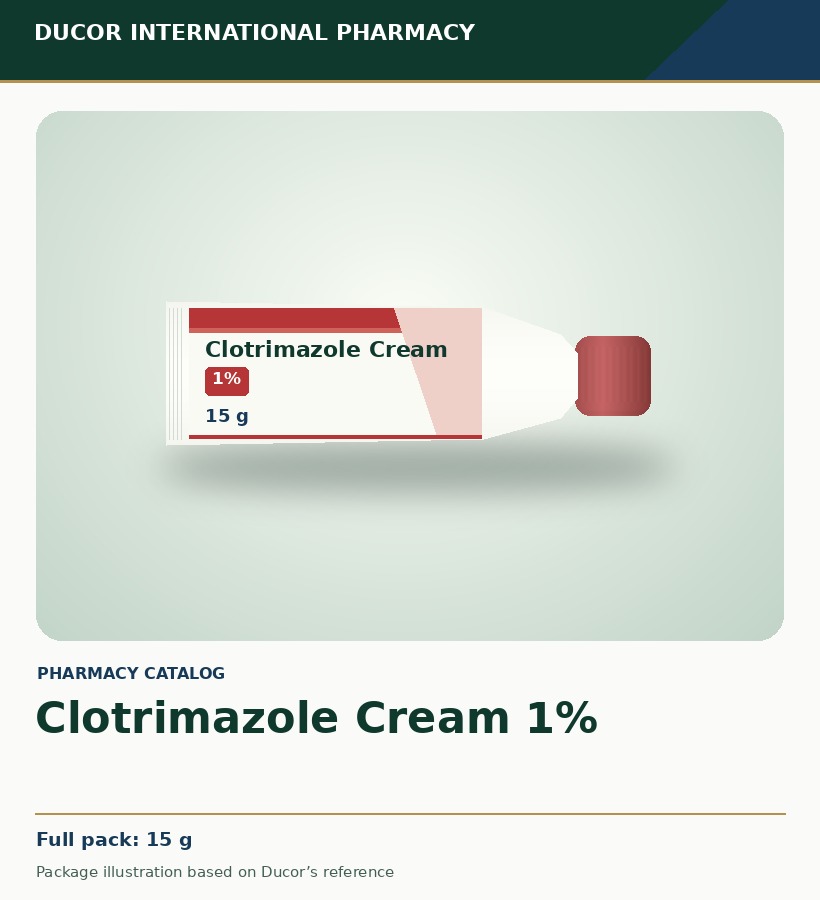 DUCOR INTERNATIONAL PHARMACY
Clotrimazole Cream
1%
15 g
PHARMACY CATALOG
Clotrimazole Cream 1%
Full pack: 15 g
Package illustration based on Ducor’s reference